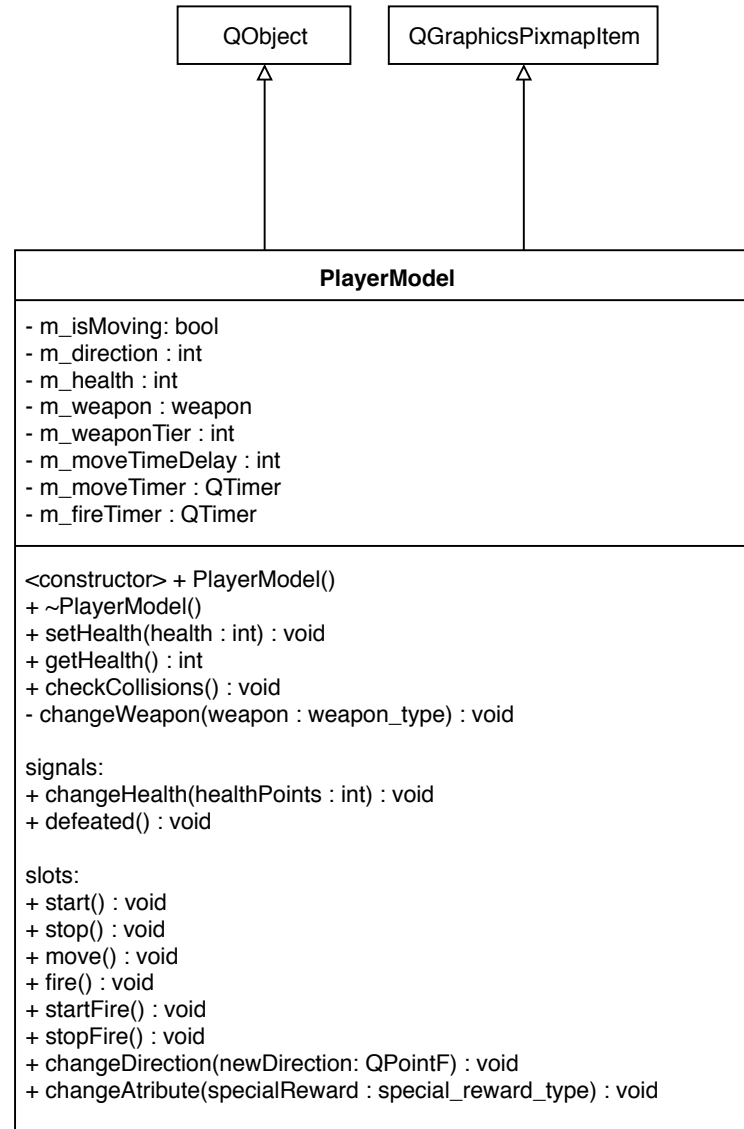 QObject
QGraphicsPixmapItem
PlayerModel
- m_isMoving: bool
- m_direction : int
- m_health : int
- m_weapon : weapon
- m_weaponTier : int
- m_moveTimeDelay : int
- m_moveTimer : QTimer
- m_fireTimer : QTimer
<constructor> + PlayerModel()
+ ~PlayerModel()
+ setHealth(health : int) : void
+ getHealth() : int
+ checkCollisions() : void
- changeWeapon(weapon : weapon_type) : void
signals:
+ changeHealth(healthPoints : int) : void
+ defeated() : void
slots:
+ start() : void
+ stop() : void
+ move() : void
+ fire() : void
+ startFire() : void
+ stopFire() : void
+ changeDirection(newDirection: QPointF) : void
+ changeAtribute(specialReward : special_reward_type) : void